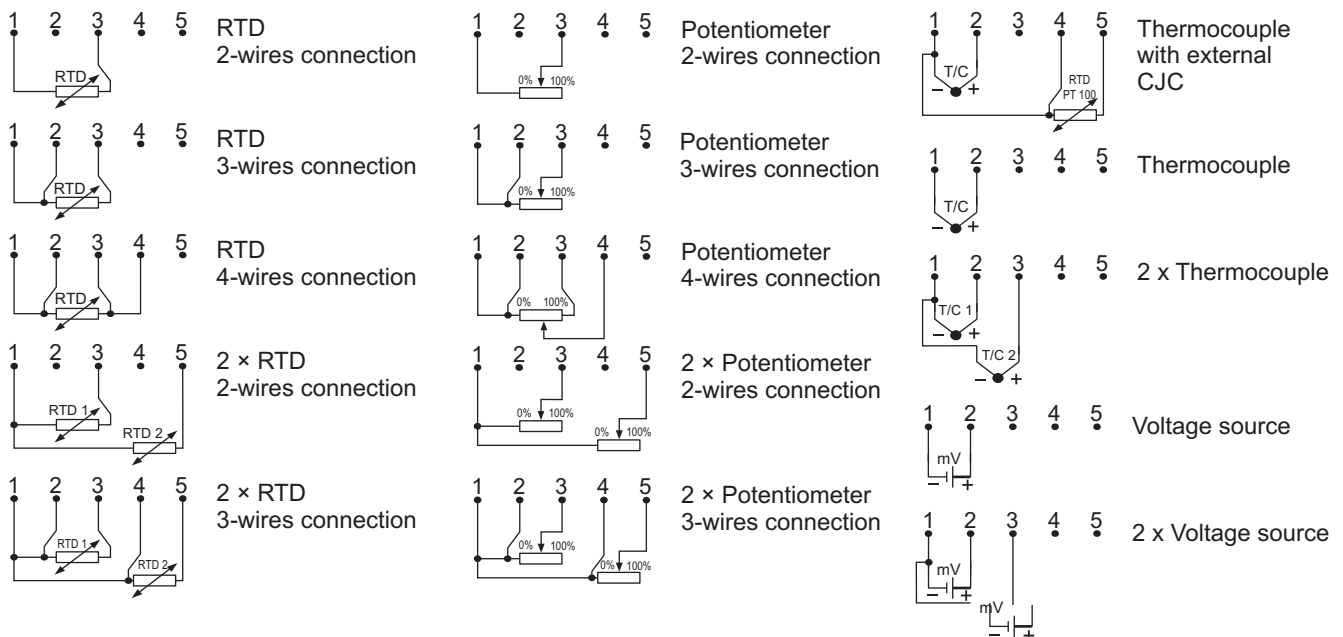 1 2 3 4 5
RTD
2-wires connection
RTD
1 2 3 4 5
RTD
3-wires connection
RTD
1 2 3 4 5
RTD
4-wires connection
RTD
1 2 3 4 5
2 × RTD
2-wires connection
RTD 1
RTD 2
1 2 3 4 5
2 × RTD
3-wires connection
RTD 1
RTD 2
1 2 3 4 5
Potentiometer
2-wires connection
0% 100%
1 2 3 4 5
Potentiometer
3-wires connection
0% 100%
1 2 3 4 5
Potentiometer
4-wires connection
0% 100%
1 2 3 4 5
2 × Potentiometer
2-wires connection
0% 100%
0% 100%
1 2 3 4 5
2 × Potentiometer
3-wires connection
0% 100%
0% 100%
1 2 3 4 5
Thermocouple
with external
CJC
T/C
− +
RTD
PT 100
1 2 3 4 5
Thermocouple
T/C
− +
1 2 3 4 5
2 x Thermocouple
T/C 1
− +
T/C 2
− +
1 2 3 4 5
Voltage source
mV
− +
1 2 3 4 5
2 x Voltage source
mV
− +
mV
− +